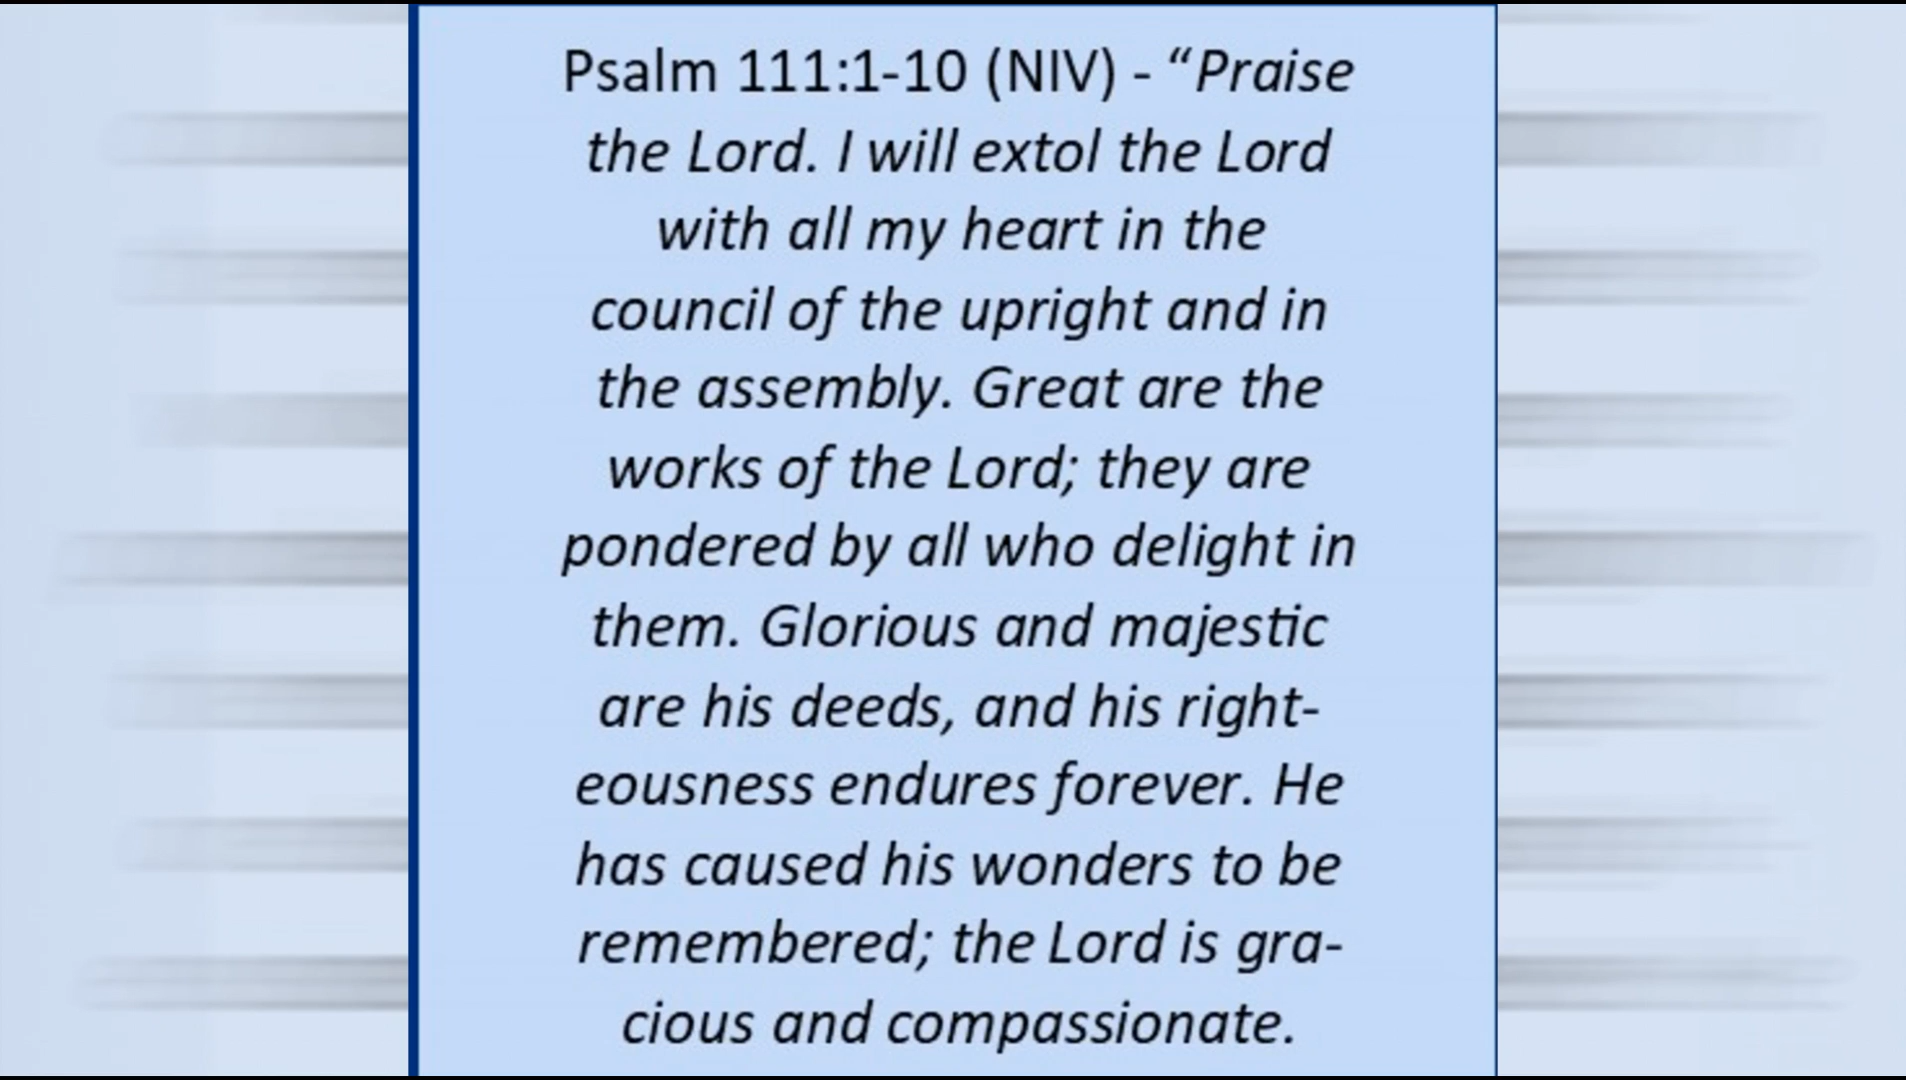 Psalm 111:1-10 (NIV) - “Praise
the Lord. I will extol the Lord
with all my heart in the
council of the upright and in
the assembly. Great are the
works of the Lord; they are
pondered by all who delight in
them. Glorious and majestic
are his deeds, and his right-
eousness endures forever. He
has caused his wonders to be
remembered; the Lord is gra-
cious and compassionate.